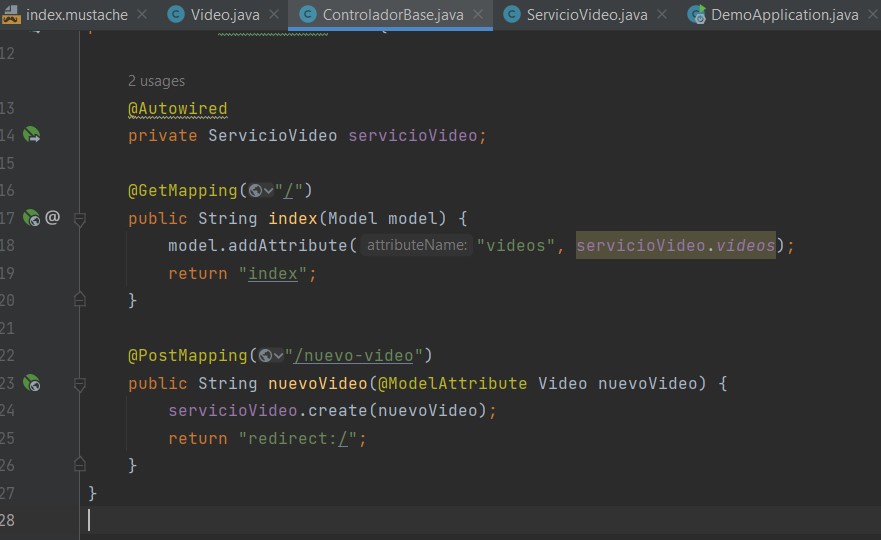 index.mustache Video.java ControladorBase.java ServicioVideo.java DemoApplication.java
12
2 usages
13 @Autowired
14 private ServicioVideo servicioVideo;
15
16 @GetMapping("/")
17 @ public String index(Model model) {
18 model.addAttribute( attributeName: "videos", servicioVideo.videos);
19 return "index";
20 }
21
22 @PostMapping("/nuevo-video")
23 public String nuevoVideo(@ModelAttribute Video nuevoVideo) {
24 servicioVideo.create(nuevoVideo);
25 return "redirect:/";
26 }
27 }
28